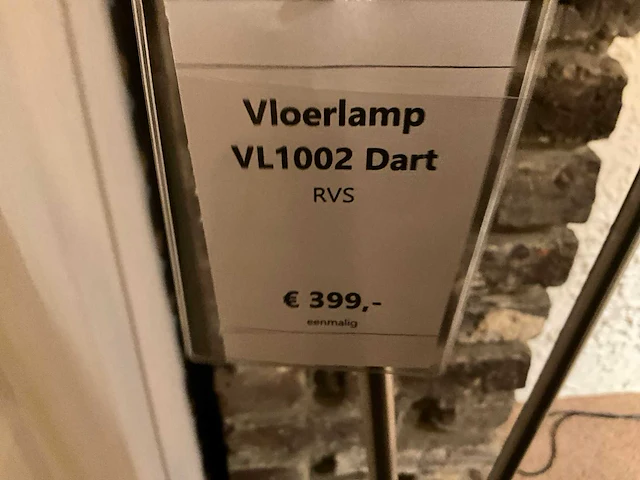 Vloerlamp
VL1002 Dart
RVS
€ 399,-
eenmalig